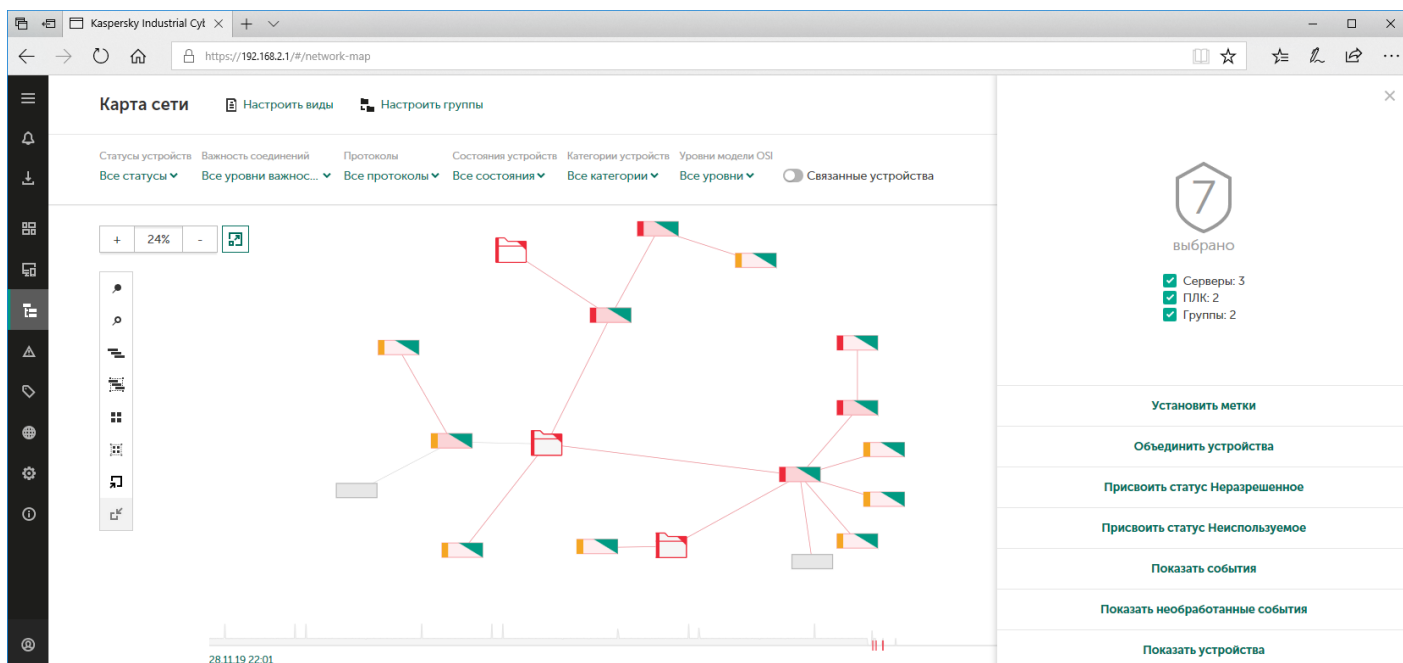 Kaspersky Industrial Cyl
https://192.168.2.1/#/network-map
Карта сети
Настроить виды
Настроить группы
Статусы устройств
Важность соединений
Протоколы
Состояния устройств
Категории устройств
Уровни модели OSI
Все статусы
Все уровни важнос...
Все протоколы
Все состояния
Все категории
Все уровни
Связанные устройства
+ 24% -
7
выбрано
Серверы: 3
ПЛК: 2
Группы: 2
Установить метки
Объединить устройства
Присвоить статус Неразрешенное
Присвоить статус Неиспользуемое
Показать события
Показать необработанные события
Показать устройства
28.11.19 22:01